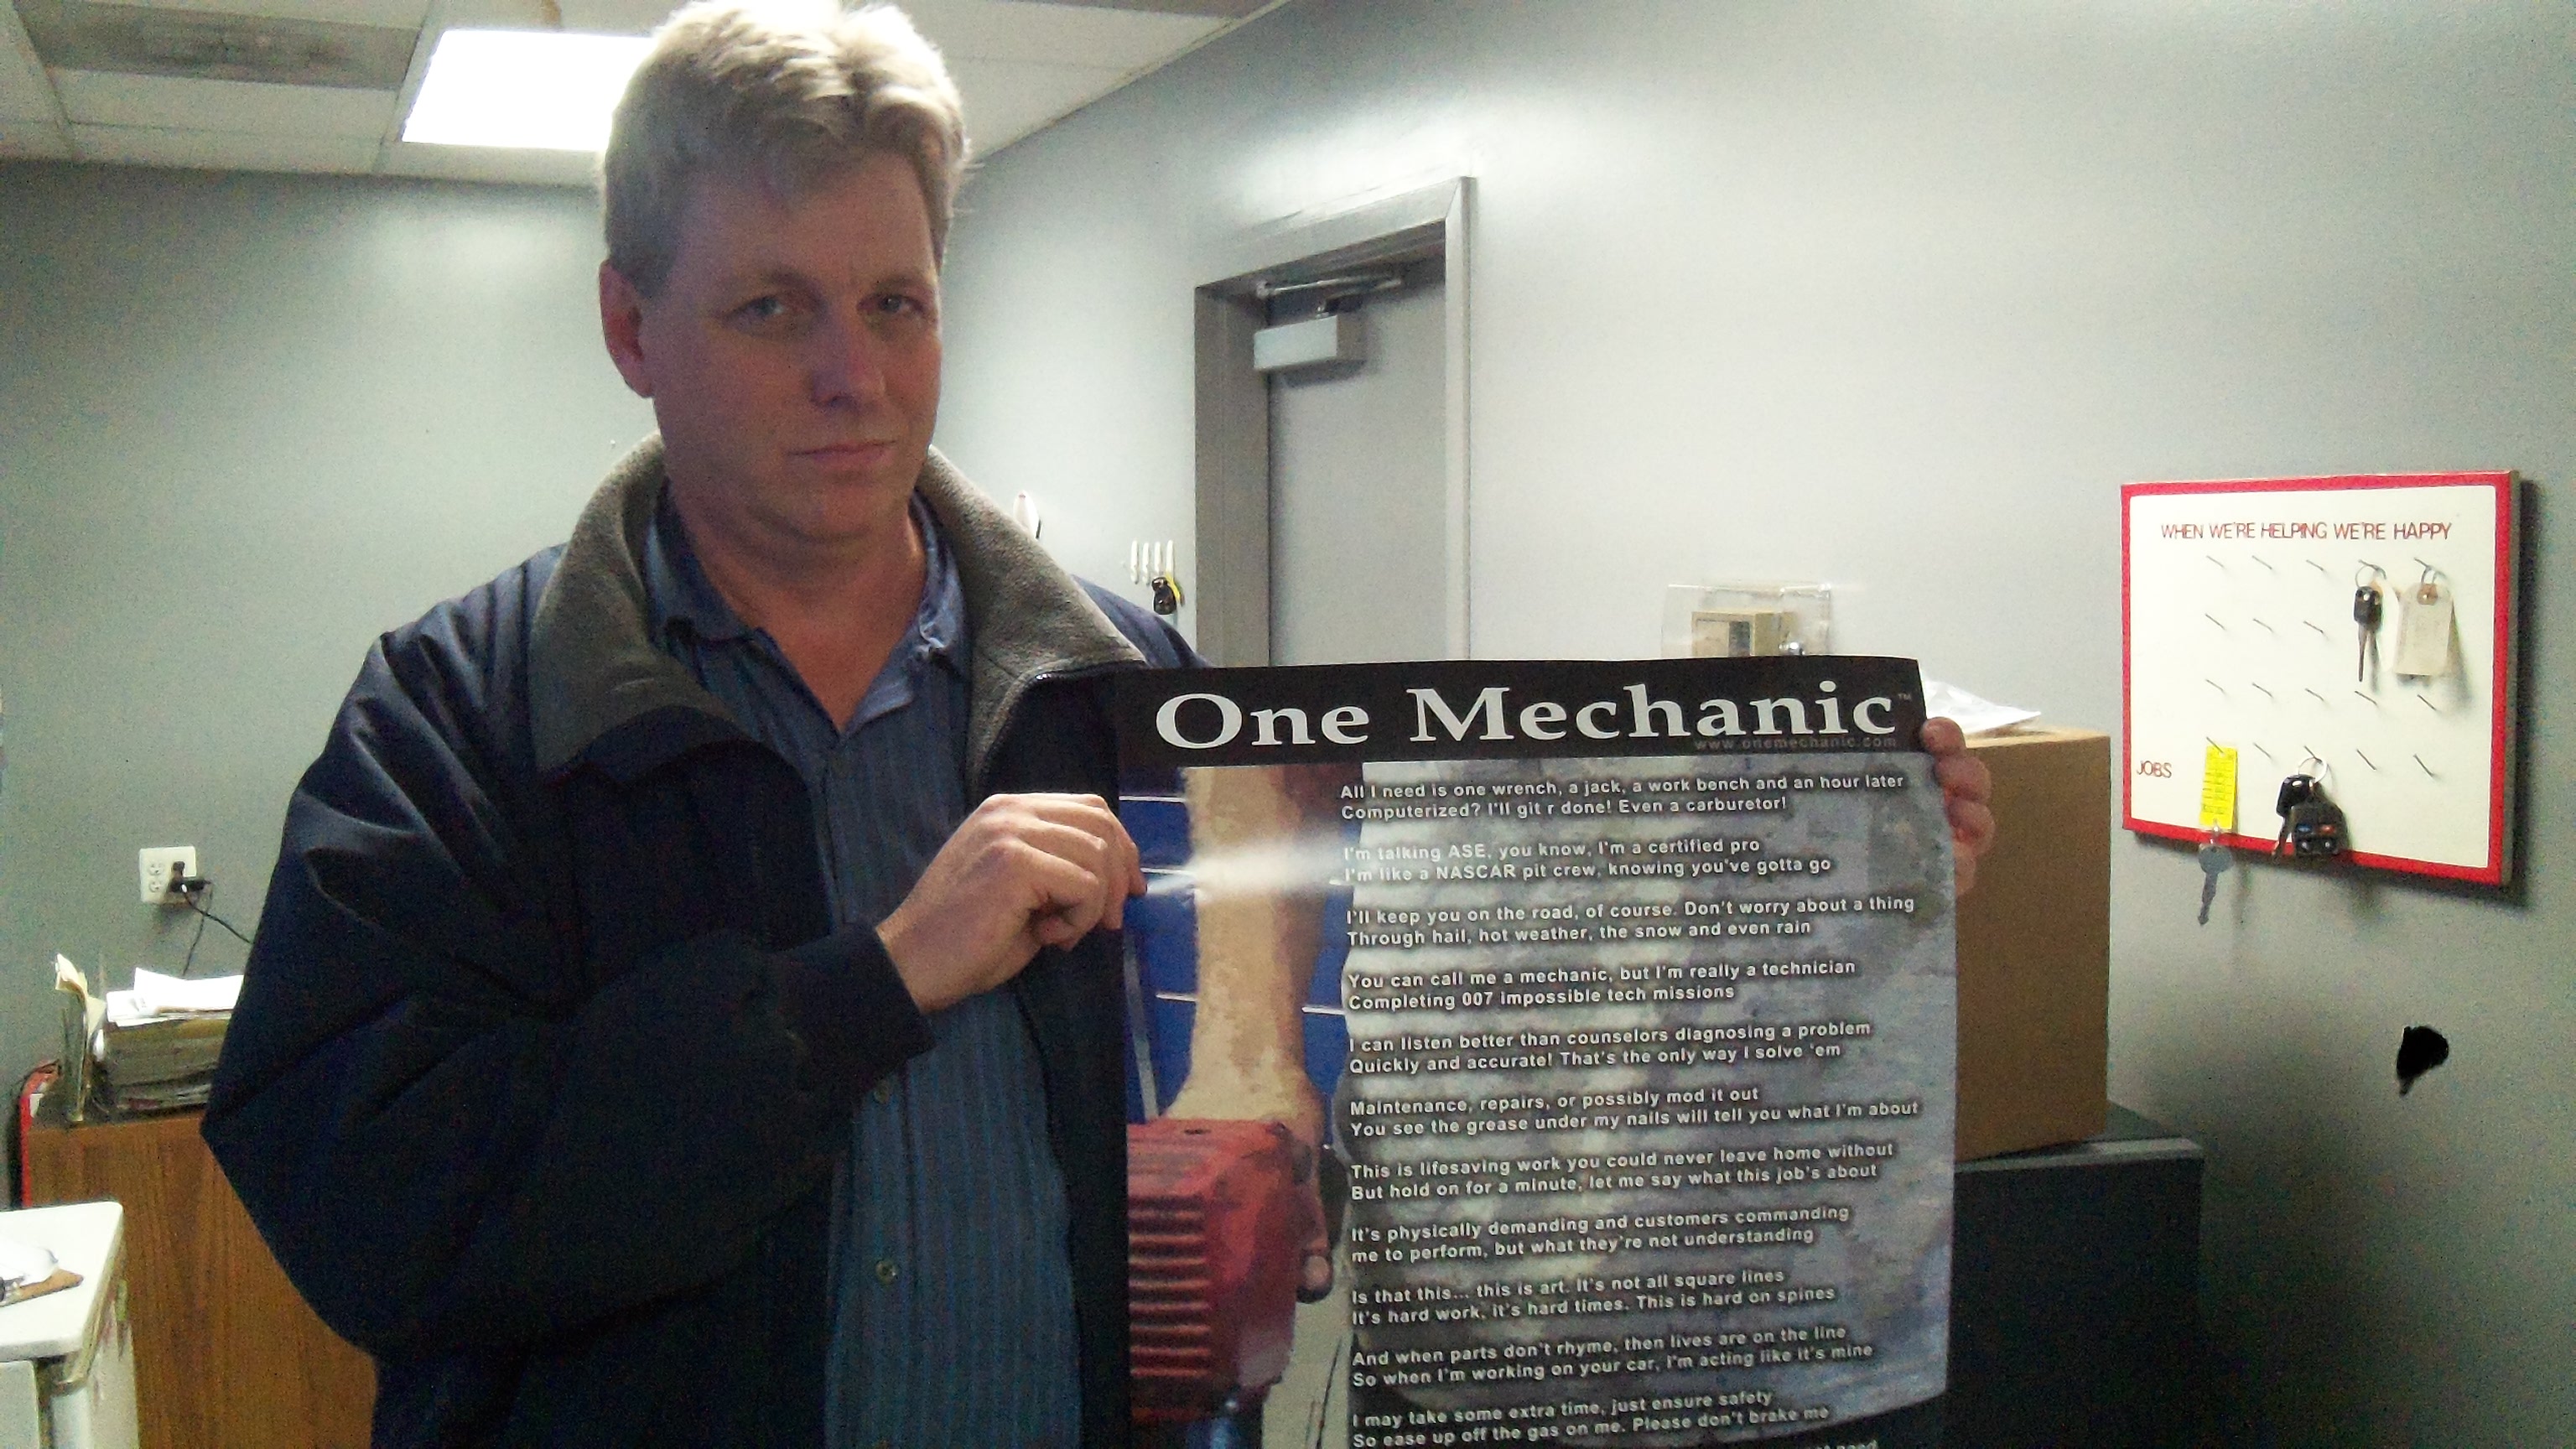 One Mechanic™
www.onemechanic.com
All I need is one wrench, a jack, a work bench and an hour later
Computerized? I'll git r done! Even a carburetor!
I'm talking ASE, you know, I'm a certified pro
I'm like a NASCAR pit crew, knowing you've gotta go
I'll keep you on the road, of course. Don't worry about a thing
Through hail, hot weather, the snow and even rain
You can call me a mechanic, but I'm really a technician
Completing 007 impossible tech missions
I can listen better than counselors diagnosing a problem
Quickly and accurate! That's the only way I solve 'em
Maintenance, repairs, or possibly mod it out
You see the grease under my nails will tell you what I'm about
This is lifesaving work you could never leave home without
But hold on for a minute, let me say what this job's about
It's physically demanding and customers commanding
me to perform, but what they're not understanding
Is that this... this is art. It's not all square lines
It's hard work, it's hard times. This is hard on spines
And when parts don't rhyme, then lives are on the line
So when I'm working on your car, I'm acting like it's mine
I may take some extra time, just ensure safety
So ease up off the gas on me. Please don't brake me
WHEN WE'RE HELPING WE'RE HAPPY
JOBS